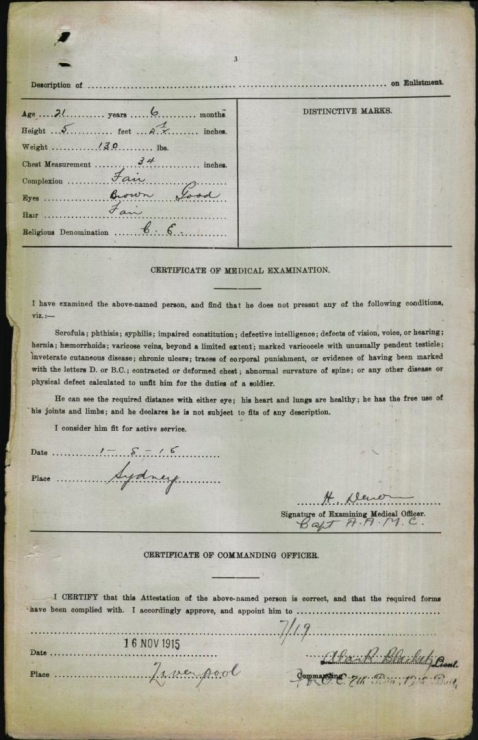 3
Description of ........ on Enlistment.
Age 21 years 6 months
Height 5 feet inches.
Weight 130 lbs.
Chest Measurement 34 inches.
Complexion Fair
Eyes Brown Good
Hair Fair
Religious Denomination C. E.
DISTINCTIVE MARKS.
CERTIFICATE OF MEDICAL EXAMINATION.
I have examined the above-named person, and find that he does not present any of the following conditions,
viz.:—
Scrofula; phthisis; syphilis; impaired constitution; defective intelligence; defects of vision, voice, or hearing;
hernia; hæmorrhoids; varicose veins, beyond a limited extent; marked varicocele with unusually pendent testicle;
inveterate cutaneous disease; chronic ulcers; traces of corporal punishment, or evidence of having been marked
with the letters D. or B.C.; contracted or deformed chest; abnormal curvature of spine; or any other disease or
physical defect calculated to unfit him for the duties of a soldier.
He can see the required distance with either eye; his heart and lungs are healthy; he has the free use of
his joints and limbs; and he declares he is not subject to fits of any description.
I consider him fit for active service.
Date
Place Sydney
H.
Signature of Examining Medical Officer.
Capt A.A.M.C.
CERTIFICATE OF COMMANDING OFFICER.
I CERTIFY that this Attestation of the above-named person is correct, and that the required forms
have been complied with. I accordingly approve, and appoint him to ........
7/19
Date 16 NOV 1915
Lieut.
Place Liverpool
Commanding O.C. 7th